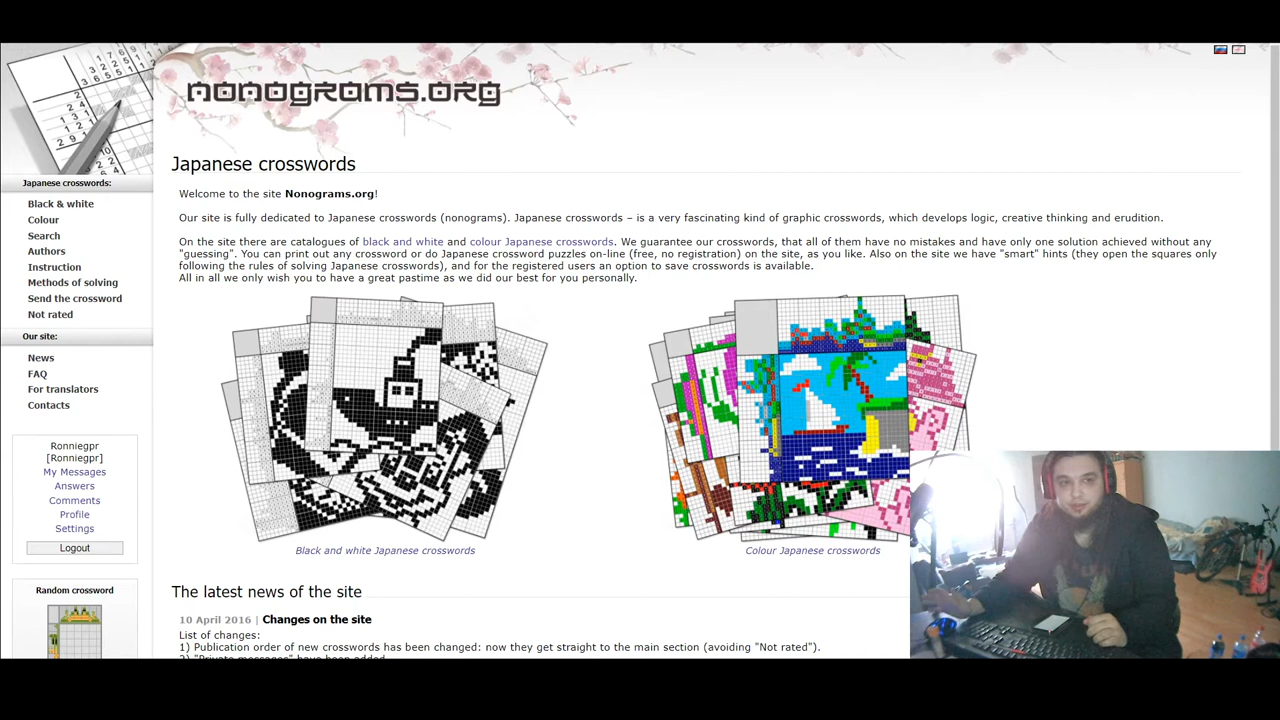 nonograms.org
Japanese crosswords
Japanese crosswords:
Welcome to the site Nonograms.org!
Black & white
Colour
Our site is fully dedicated to Japanese crosswords (nonograms). Japanese crosswords – is a very fascinating kind of graphic crosswords, which develops logic, creative thinking and erudition.
Search
On the site there are catalogues of black and white and colour Japanese crosswords. We guarantee our crosswords, that all of them have no mistakes and have only one solution achieved without any
Authors
"guessing". You can print out any crossword or do Japanese crossword puzzles on-line (free, no registration) on the site, as you like. Also on the site we have "smart" hints (they open the squares only
Instruction
following the rules of solving Japanese crosswords), and for the registered users an option to save crosswords is available.
Methods of solving
All in all we only wish you to have a great pastime as we did our best for you personally.
Send the crossword
Not rated
Our site:
News
FAQ
For translators
Contacts
Ronniegpr
[Ronniegpr]
My Messages
Answers
Comments
Profile
Settings
Logout
Black and white Japanese crosswords
Colour Japanese crosswords
Random crossword
The latest news of the site
10 April 2016 | Changes on the site
List of changes:
1) Publication order of new crosswords has been changed: now they get straight to the main section (avoiding "Not rated").
2) "Private messages" have been added